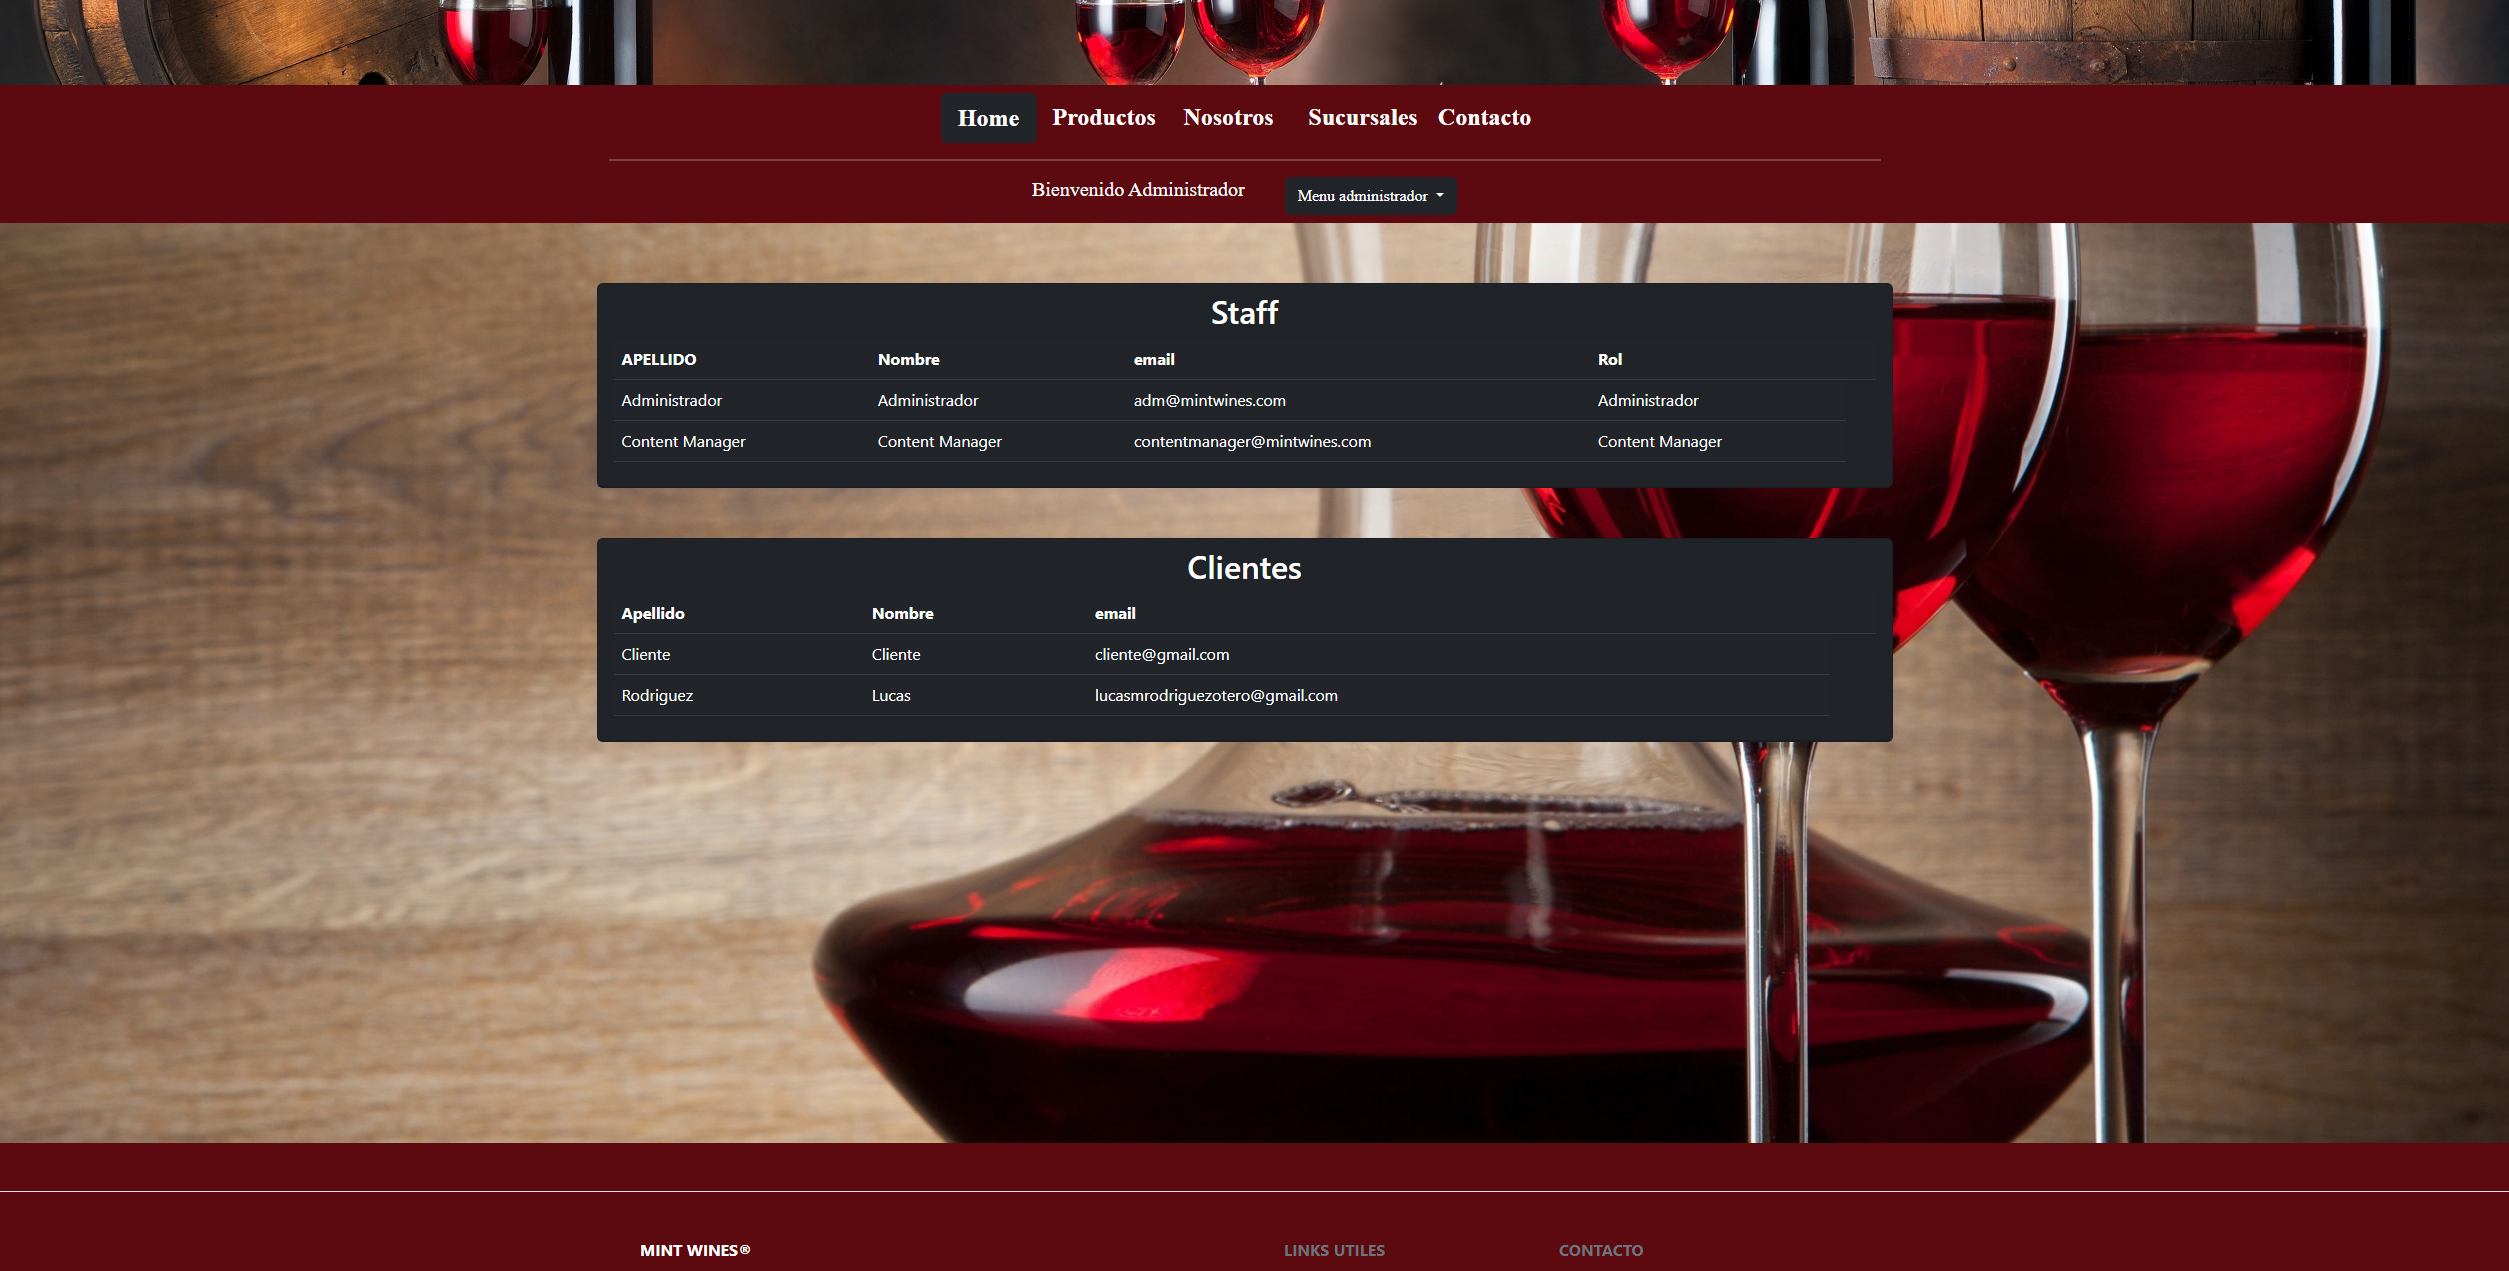 Home Productos Nosotros Sucursales Contacto
Bienvenido Administrador Menu administrador
Staff
APELLIDO Nombre email Rol
Administrador Administrador adm@mintwines.com Administrador
Content Manager Content Manager contentmanager@mintwines.com Content Manager
Clientes
Apellido Nombre email
Cliente Cliente cliente@gmail.com
Rodriguez Lucas lucasmrodriguezotero@gmail.com
MINT WINES® LINKS UTILES CONTACTO